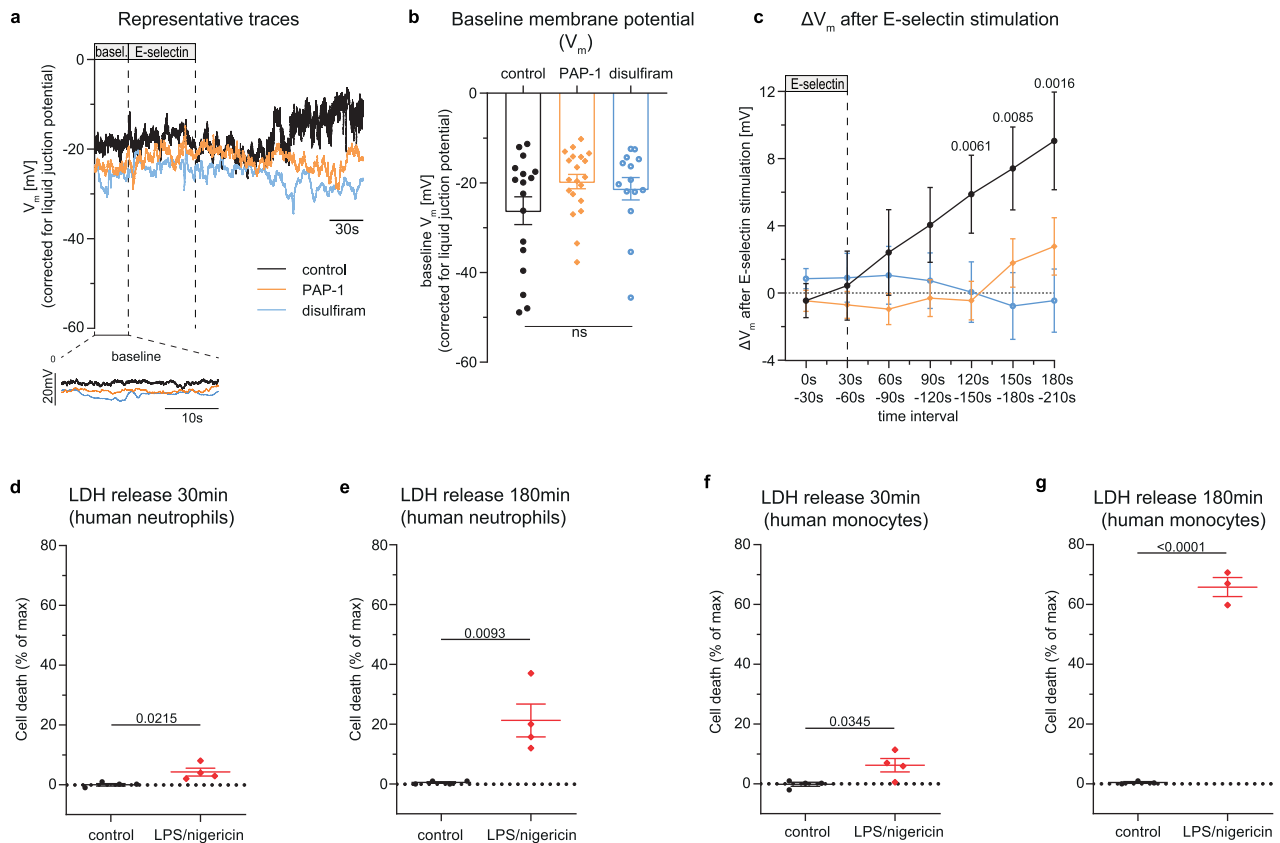 a Representative traces
basel. E-selectin
0
-20
-40
-60
Vm [mV]
(corrected for liquid juction potential)
30s
control
PAP-1
disulfiram
baseline
0
20mV
10s
b Baseline membrane potential
(Vm)
control PAP-1 disulfiram
0
-20
-40
-60
baseline Vm [mV]
(corrected for liquid juction potential)
ns
c ΔVm after E-selectin stimulation
E-selectin
12
8
4
0
-4
ΔVm after E-selectin stimulation [mV]
0.0061
0.0085
0.0016
0s 30s 60s 90s 120s 150s 180s
-30s -60s -90s -120s -150s -180s -210s
time interval
d LDH release 30min
(human neutrophils)
80
60
40
20
0
Cell death (% of max)
0.0215
control LPS/nigericin
e LDH release 180min
(human neutrophils)
80
60
40
20
0
Cell death (% of max)
0.0093
control LPS/nigericin
f LDH release 30min
(human monocytes)
80
60
40
20
0
Cell death (% of max)
0.0345
control LPS/nigericin
g LDH release 180min
(human monocytes)
80
60
40
20
0
Cell death (% of max)
<0.0001
control LPS/nigericin